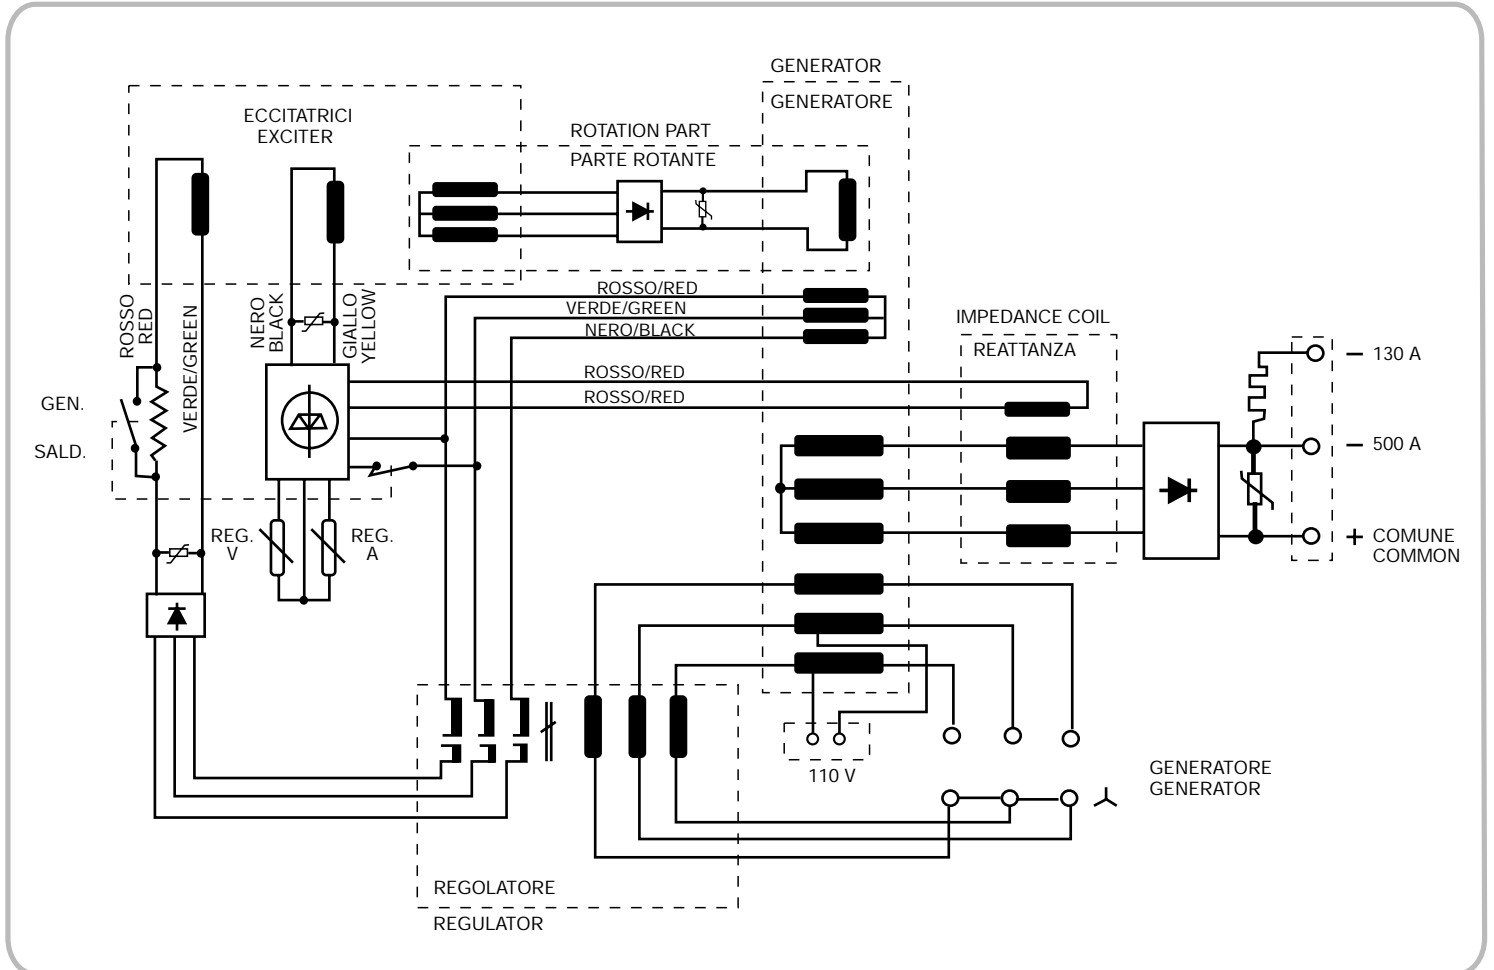 GENERATOR
GENERATORE
ECCITATRICI
EXCITER
ROTATION PART
PARTE ROTANTE
ROSSO
RED
VERDE/GREEN
NERO
BLACK
GIALLO
YELLOW
ROSSO/RED
VERDE/GREEN
NERO/BLACK
IMPEDANCE COIL
REATTANZA
ROSSO/RED
ROSSO/RED
GEN.
SALD.
– 130 A
– 500 A
+ COMUNE
COMMON
REG.
V
REG.
A
110 V
GENERATORE
GENERATOR
REGOLATORE
REGULATOR